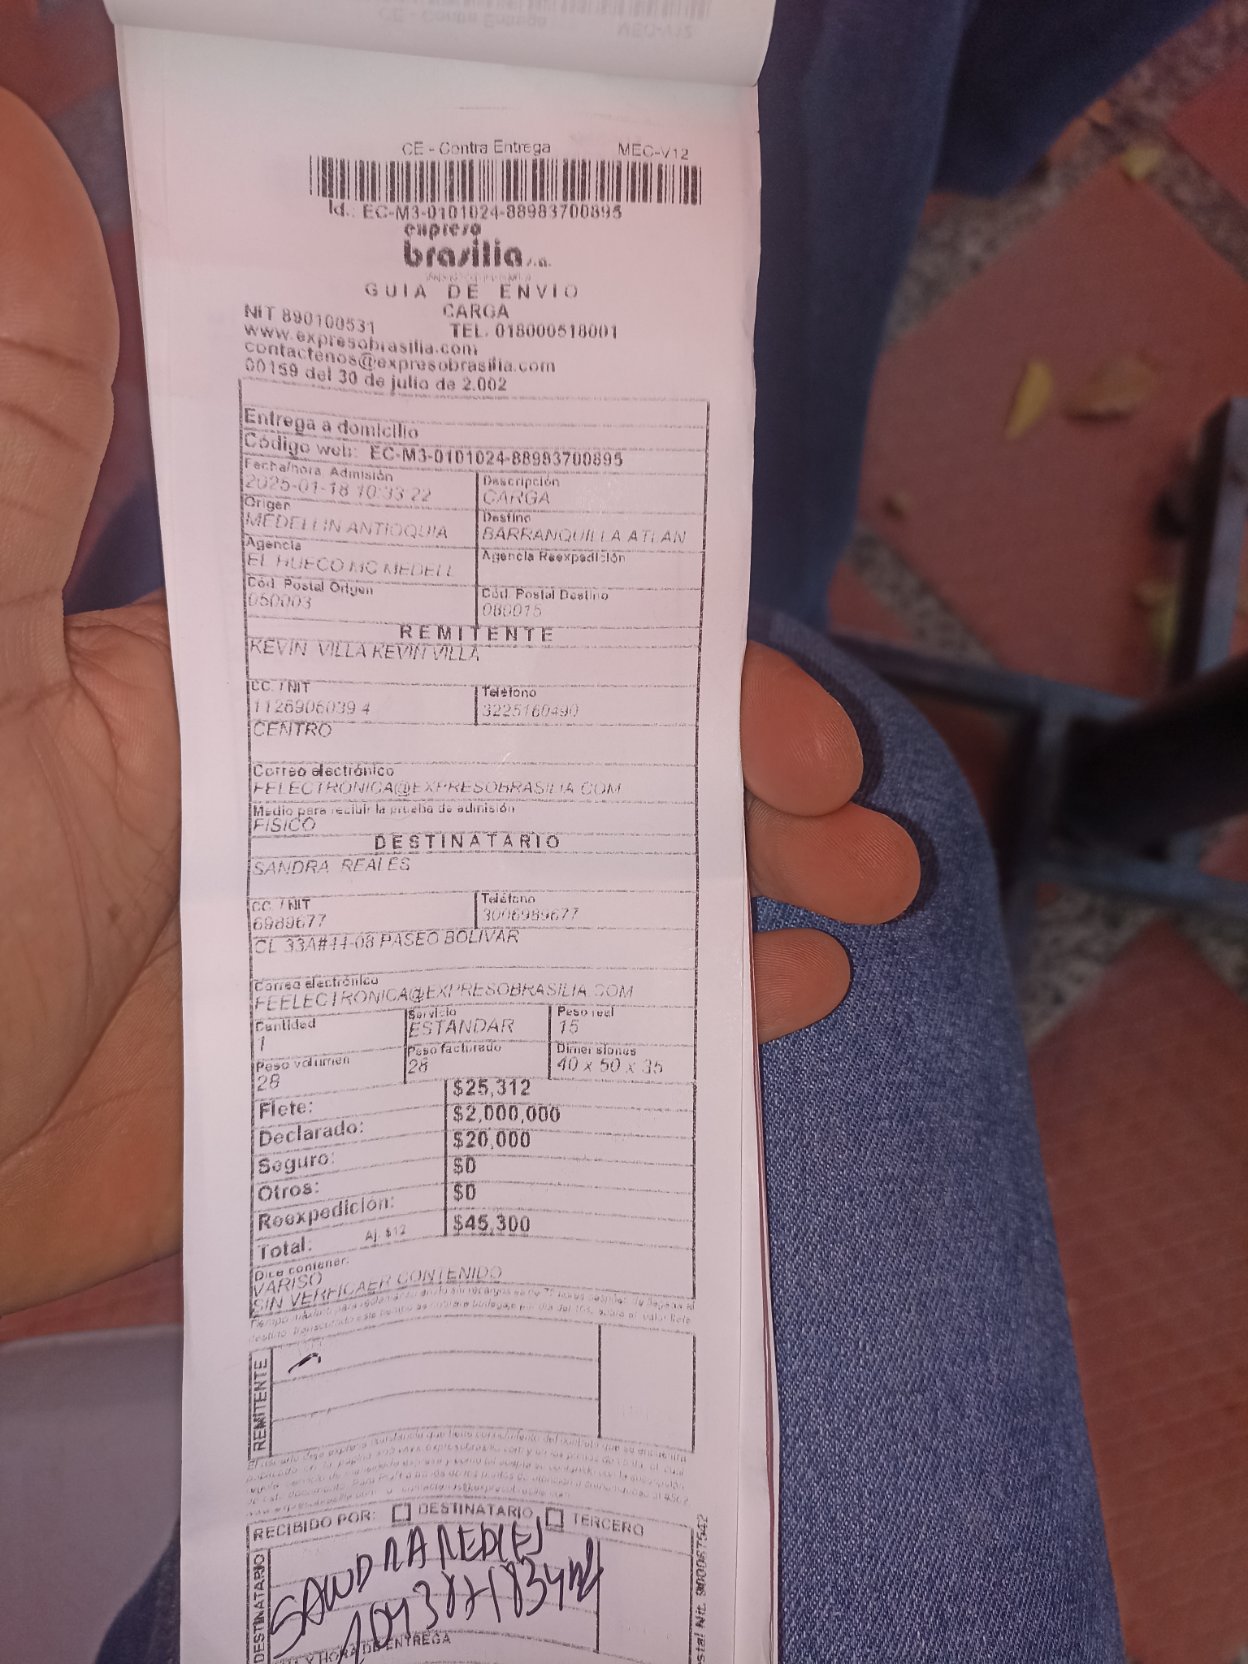 CE - Contra Entrega MEC-V12
Id.: EC-M3-0101024-88983700895
expreso
brasilia s.a.
GUIA DE ENVIO
CARGA
NIT 890100531 TEL. 018000518001
www.expresobrasilia.com
contactenos@expresobrasilia.com
00159 del 30 de julio de 2.002
Entrega a domicilio
Código web: EC-M3-0101024-88983700895
Fecha/hora Admisión Descripción
2025-01-18 10:33:22 CARGA
Origen Destino
MEDELLIN ANTIOQUIA BARRANQUILLA ATLAN
Agencia Agencia Reexpedición
EL HUECO MC MEDELL
Cód. Postal Origen Cód. Postal Destino
050003 080015
REMITENTE
KEVIN VILLA KEVIN VILLA
CC. / NIT Teléfono
1126906039 4 3225160490
CENTRO
Correo electrónico
FELECTRONICA@EXPRESOBRASILIA.COM
Medio para recibir la prueba de admisión
FISICO
DESTINATARIO
SANDRA REALES
CC. / NIT Teléfono
6989677 3006989677
CL 33A#44-08 PASEO BOLIVAR
Correo electrónico
FEELECTRONICA@EXPRESOBRASILIA.COM
Cantidad Servicio Peso real
1 ESTANDAR 15
Peso volumen Peso facturado Dimensiones
28 28 40 x 50 x 35
Flete: $25,312
Declarado: $2,000,000
Seguro: $20,000
Otros: $0
Reexpedición: $0
Total: Aj. $12 $45,300
Dice contener:
VARISO
SIN VERFICAER CONTENIDO
REMITENTE
RECIBIDO POR: DESTINATARIO TERCERO
DESTINATARIO
SANDRA
Y HORA DE ENTREGA